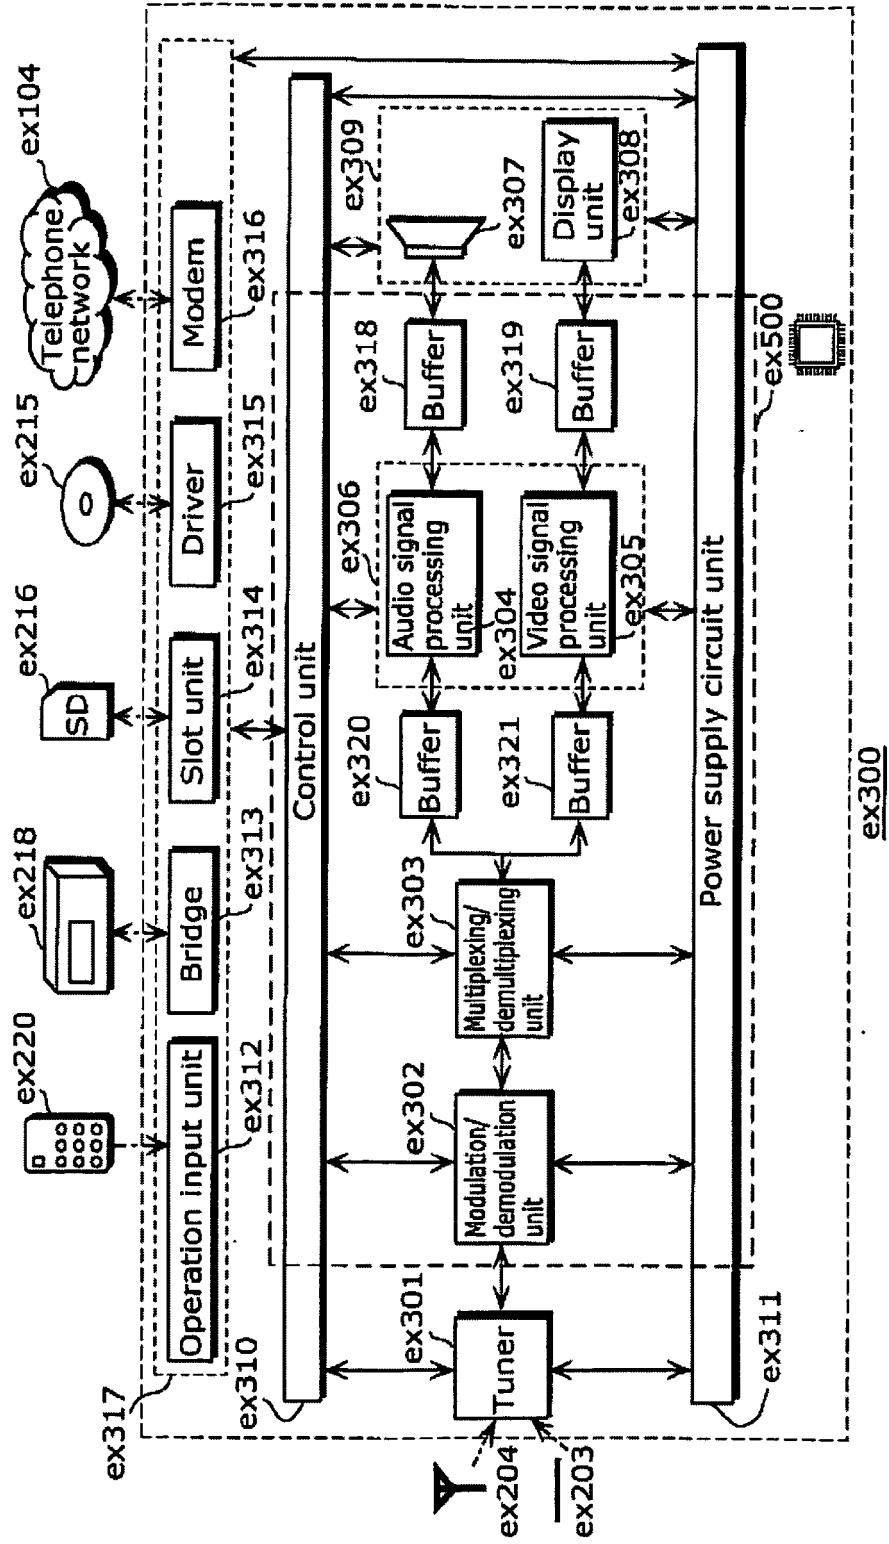 ex220
ex218
ex216
ex215
ex104
SD
Telephone
network
ex317
Operation input unit
Bridge
Slot unit
Driver
Modem
ex312
ex313
ex314
ex315
ex316
ex310
Control unit
ex301
ex302
ex303
ex320
ex306
ex318
ex309
Buffer
Audio signal
processing
unit
ex304
Buffer
ex307
ex204
ex203
Tuner
Modulation/
demodulation
unit
Multiplexing/
demultiplexing
unit
ex321
Buffer
Video signal
processing
unit
ex305
ex319
Buffer
Display
unit
ex308
ex311
Power supply circuit unit
ex500
ex300